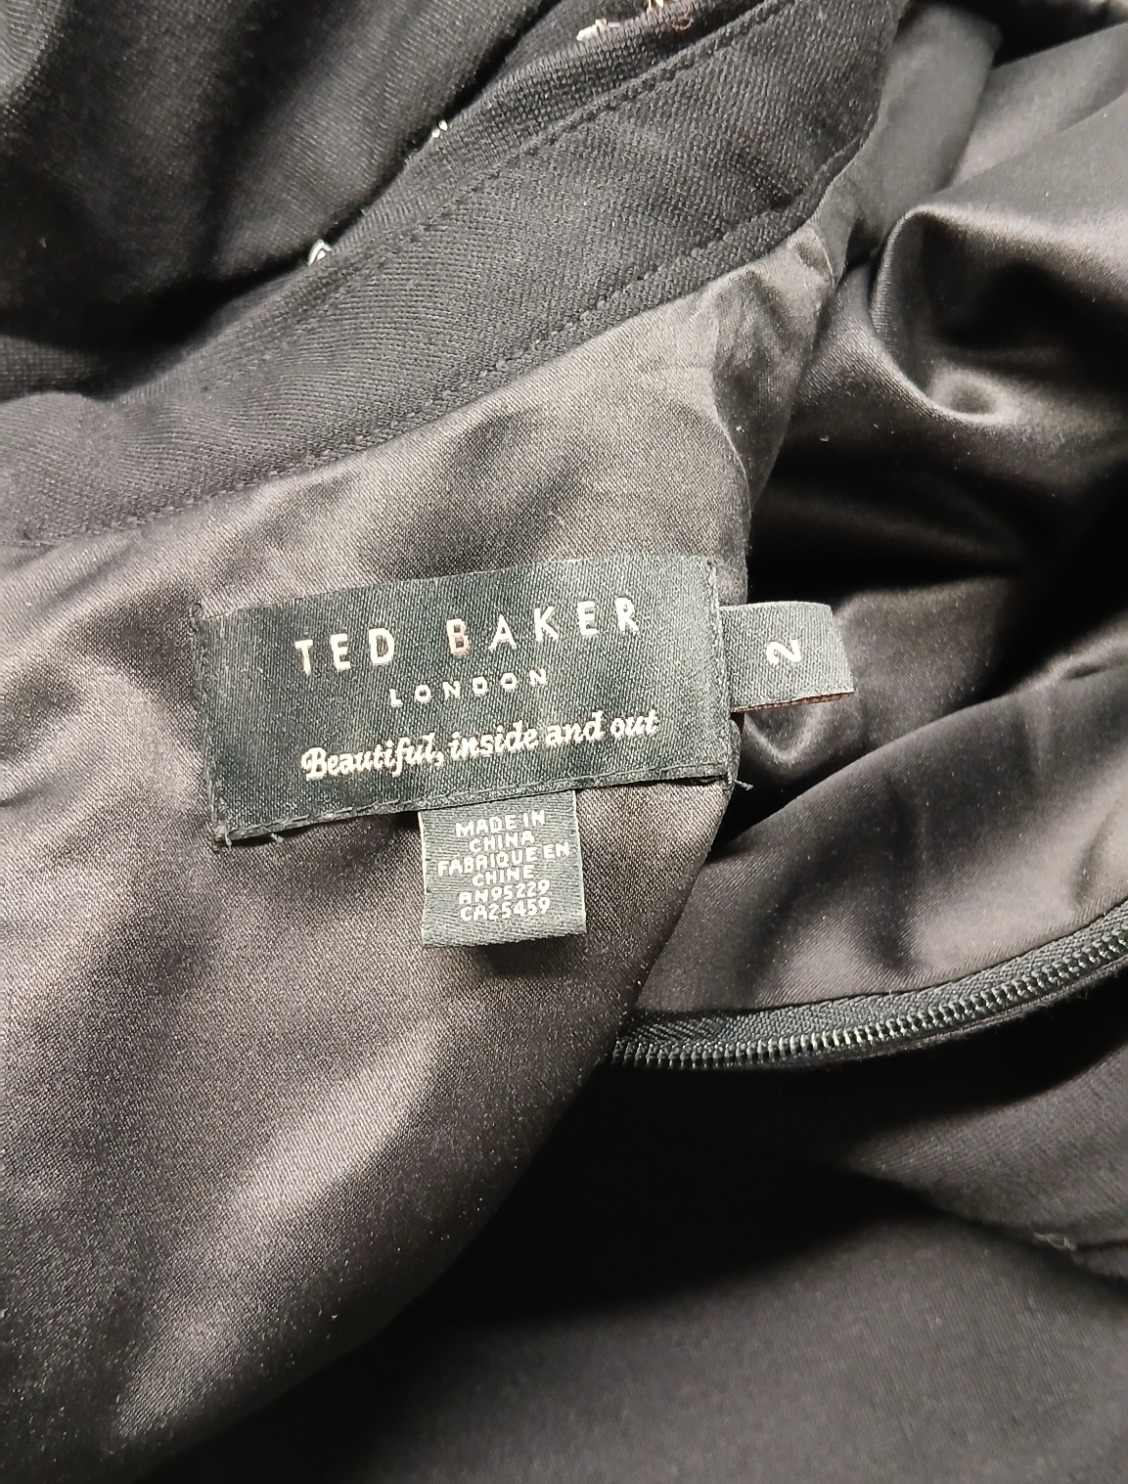 TED BAKER
LONDON
Beautiful, inside and out
2
MADE IN
CHINA
FABRIQUE EN
CHINE
RN95229
CA25459